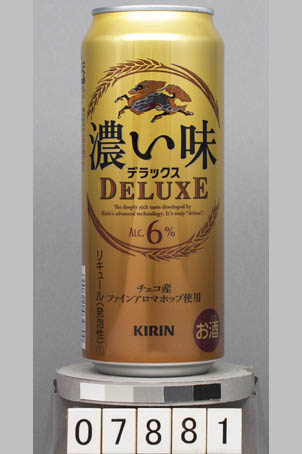 濃い味
デラックス
DELUXE
The deeply rich taste developed by
Kirin's advanced technology. It's truly "deluxe".
ALC. 6%
チェコ産
ファインアロマホップ使用
リキュール(発泡性)①
KIRIN
お酒
07881